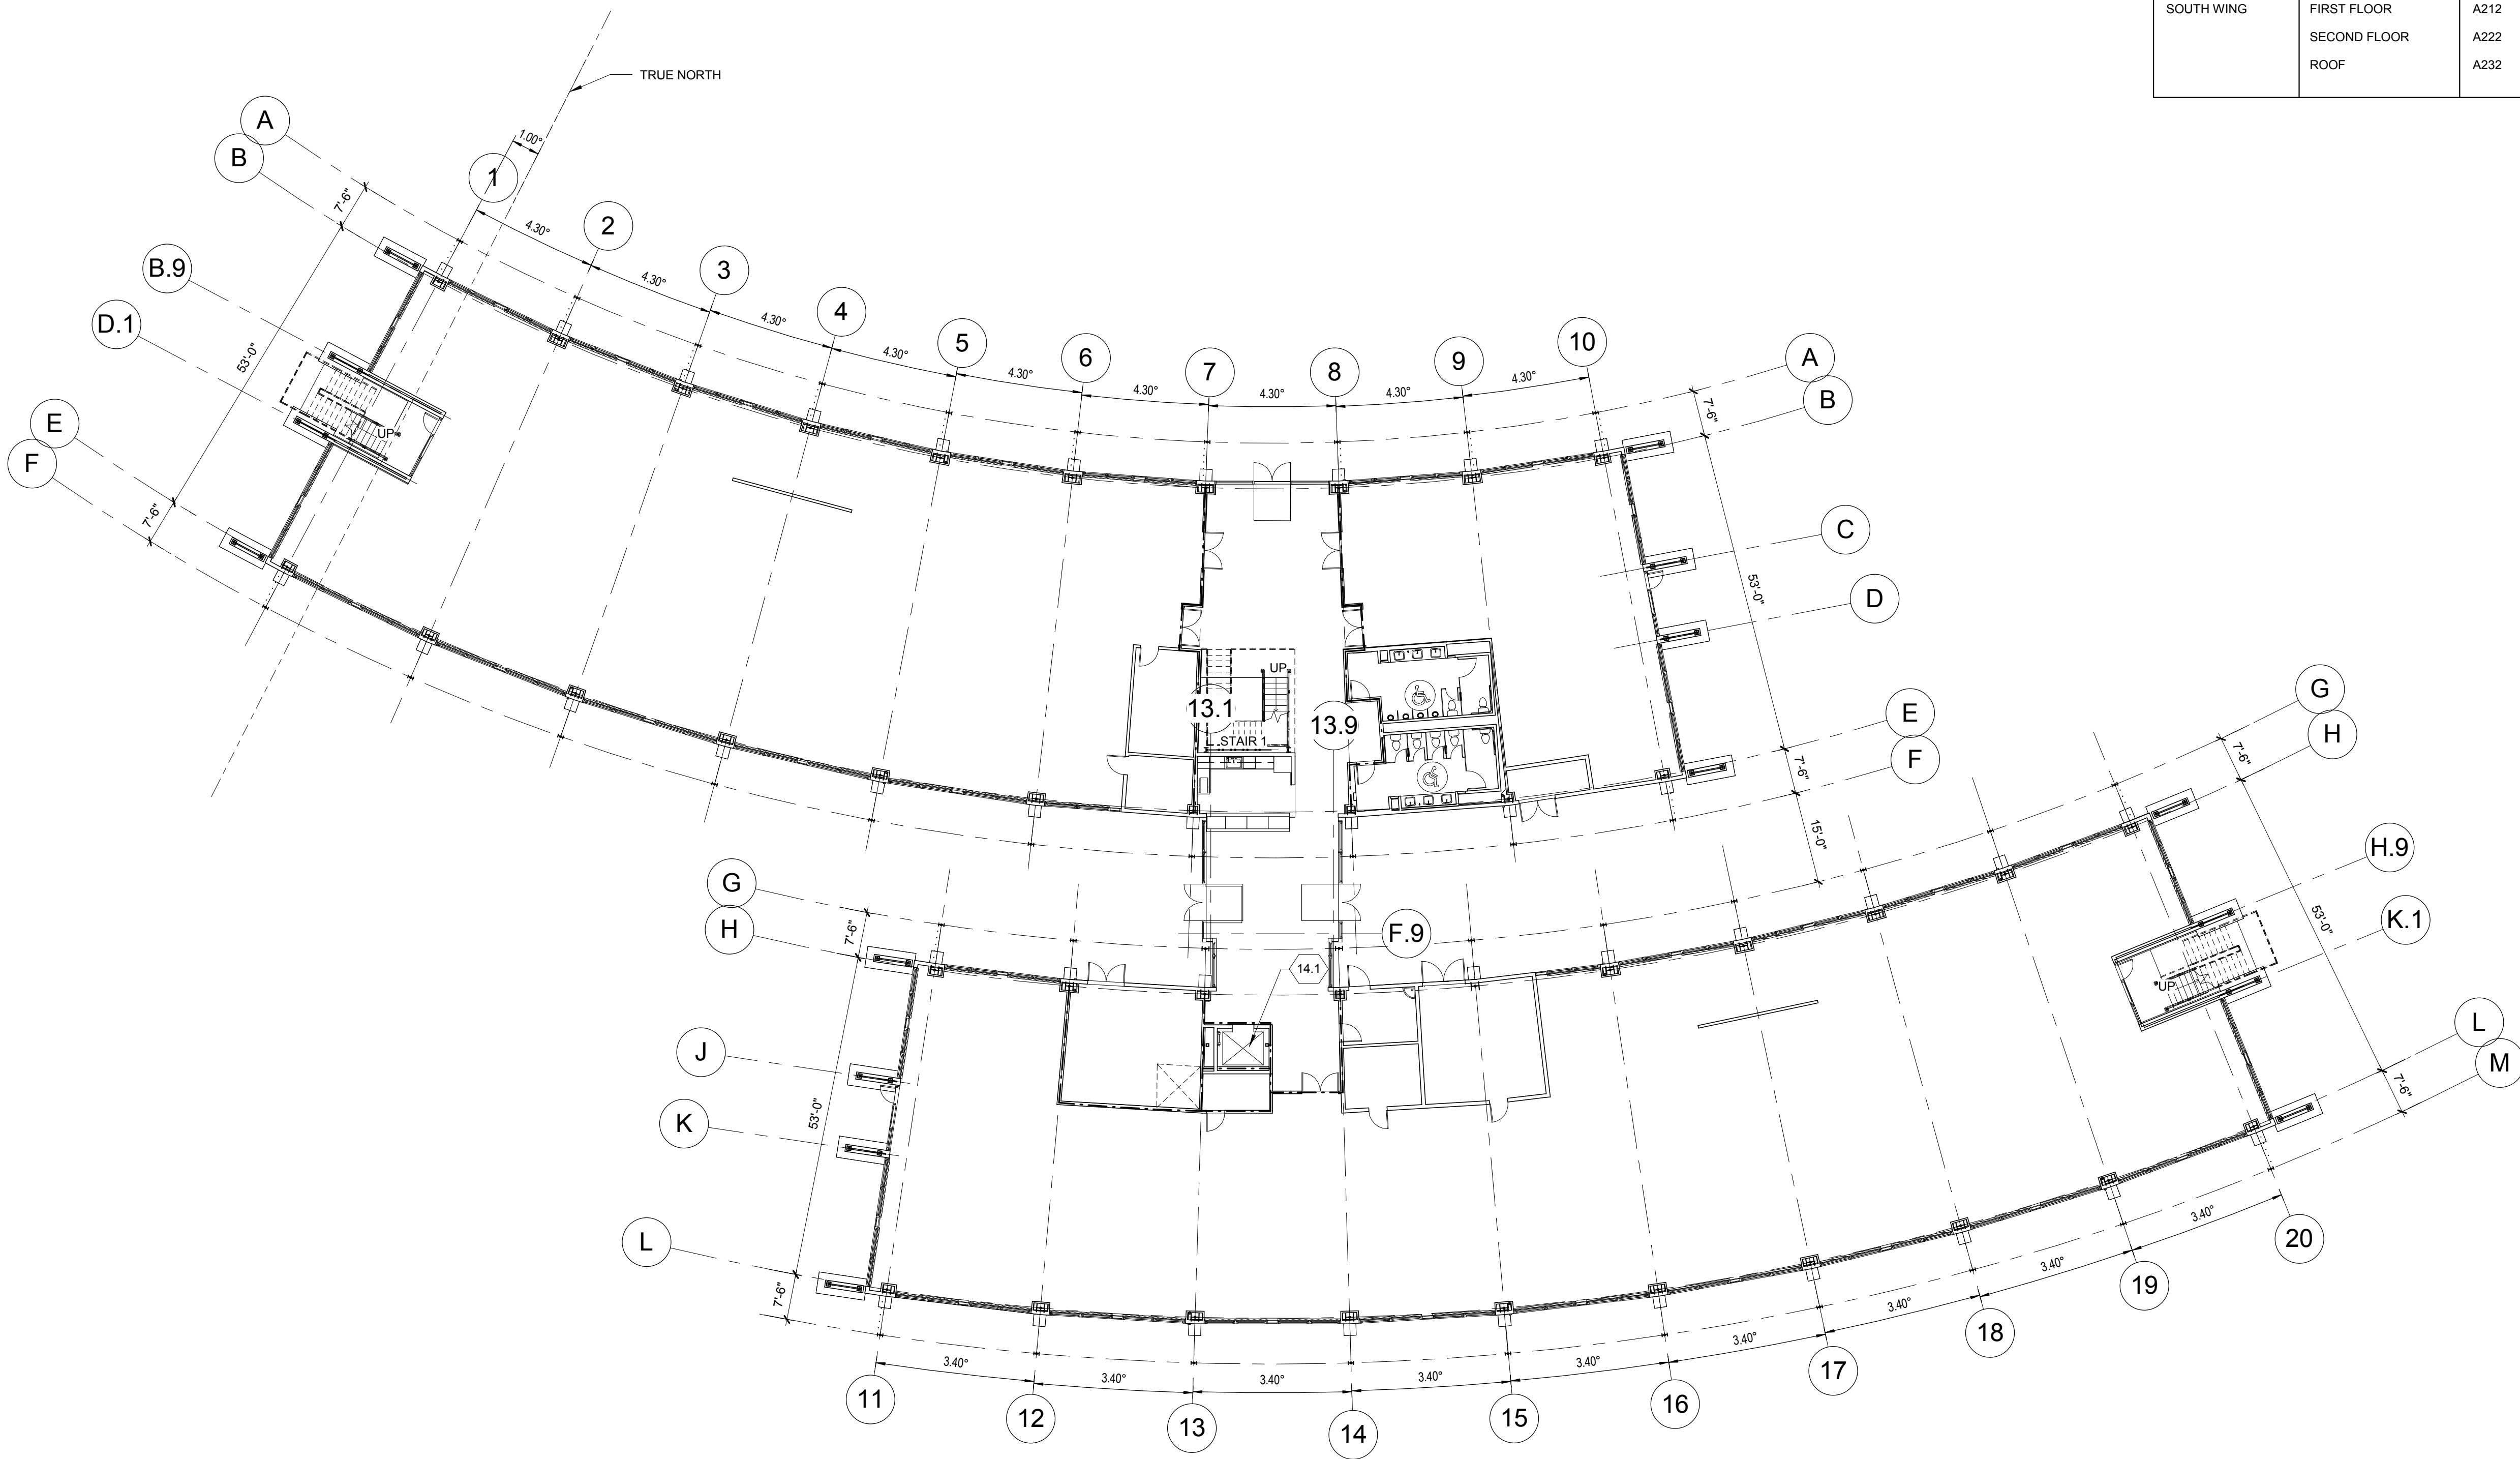 SOUTH WING FIRST FLOOR A212
SECOND FLOOR A222
ROOF A232
TRUE NORTH
1.00°
A
B
1
2
3
4
5
6
7
8
9
10
A
B
7'-6"
4.30°
4.30°
4.30°
4.30°
4.30°
4.30°
4.30°
4.30°
4.30°
7'-6"
B.9
D.1
53'-0"
E
F
7'-6"
UP
C
D
53'-0"
UP
13.1
13.9
STAIR 1
E
F
7'-6"
15'-0"
G
H
7'-6"
G
H
7'-6"
F.9
14.1
H.9
K.1
53'-0"
UP
J
K
53'-0"
L
M
7'-6"
L
7'-6"
3.40°
3.40°
3.40°
3.40°
3.40°
3.40°
3.40°
3.40°
3.40°
11
12
13
14
15
16
17
18
19
20